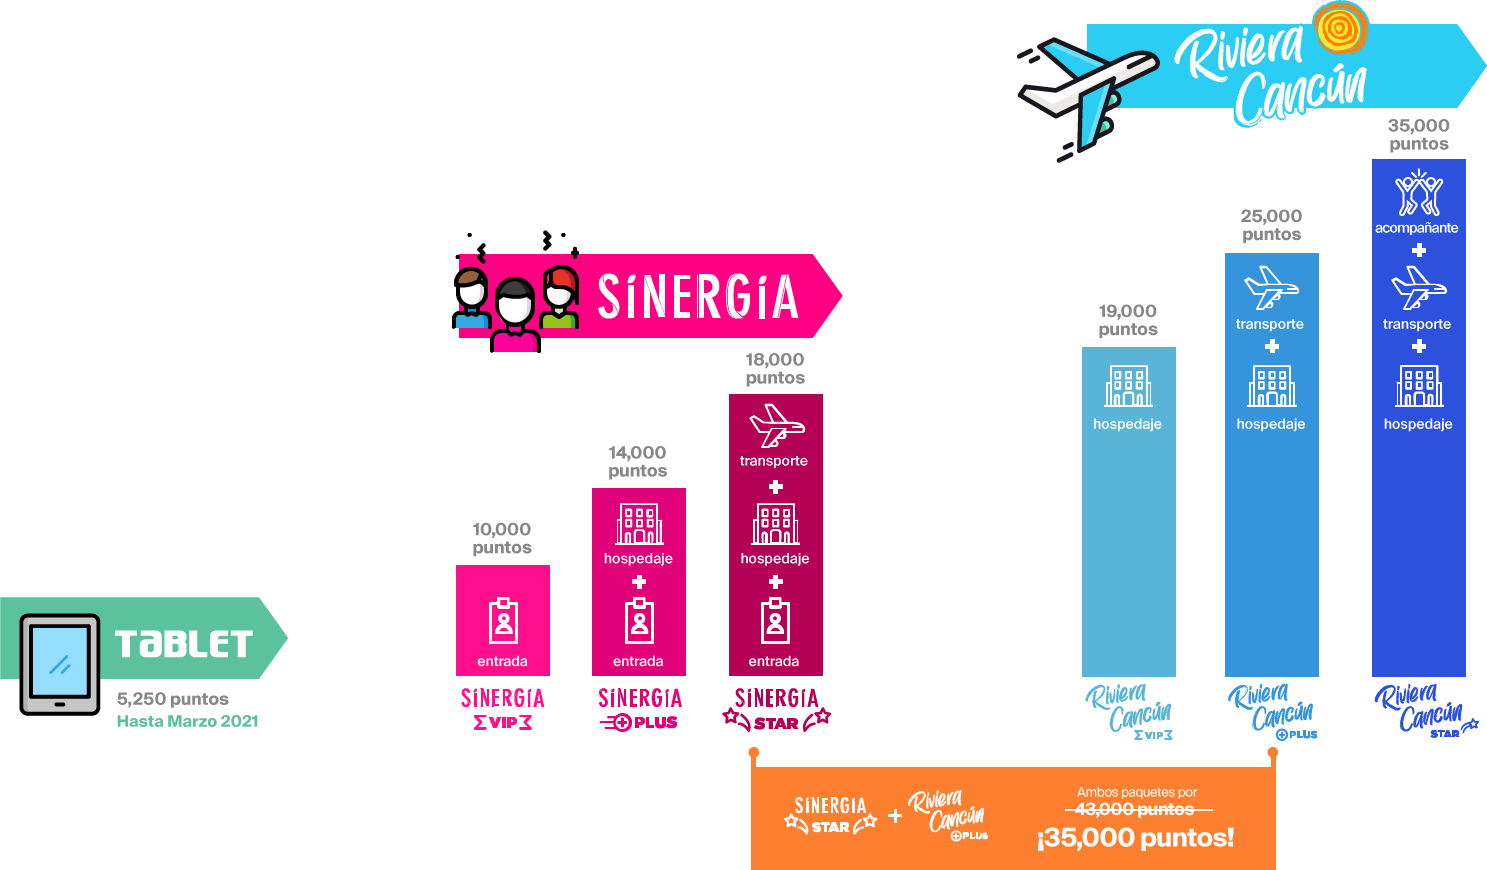 Riviera
Cancún
35,000
puntos
acompañante
+
transporte
+
hospedaje
Riviera
Cancún
STAR
25,000
puntos
transporte
+
hospedaje
Riviera
Cancún
PLUS
19,000
puntos
hospedaje
Riviera
Cancún
VIP
SiNERGíA
18,000
puntos
transporte
+
hospedaje
+
entrada
SiNERGíA
STAR
14,000
puntos
hospedaje
+
entrada
SiNERGíA
PLUS
10,000
puntos
entrada
SiNERGíA
VIP
TaBLET
5,250 puntos
Hasta Marzo 2021
SiNERGíA
STAR
+
Riviera
Cancún
PLUS
Ambos paquetes por
43,000 puntos
¡35,000 puntos!